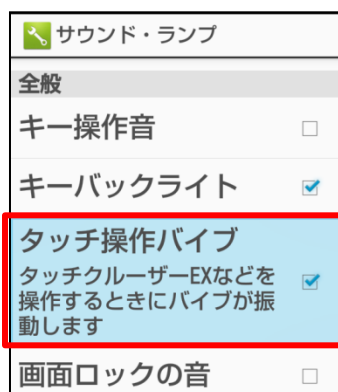 サウンド・ランプ
全般
キー操作音
キーバックライト
タッチ操作バイブ
タッチクルーザーEXなどを
操作するときにバイブが振
動します
画面ロックの音